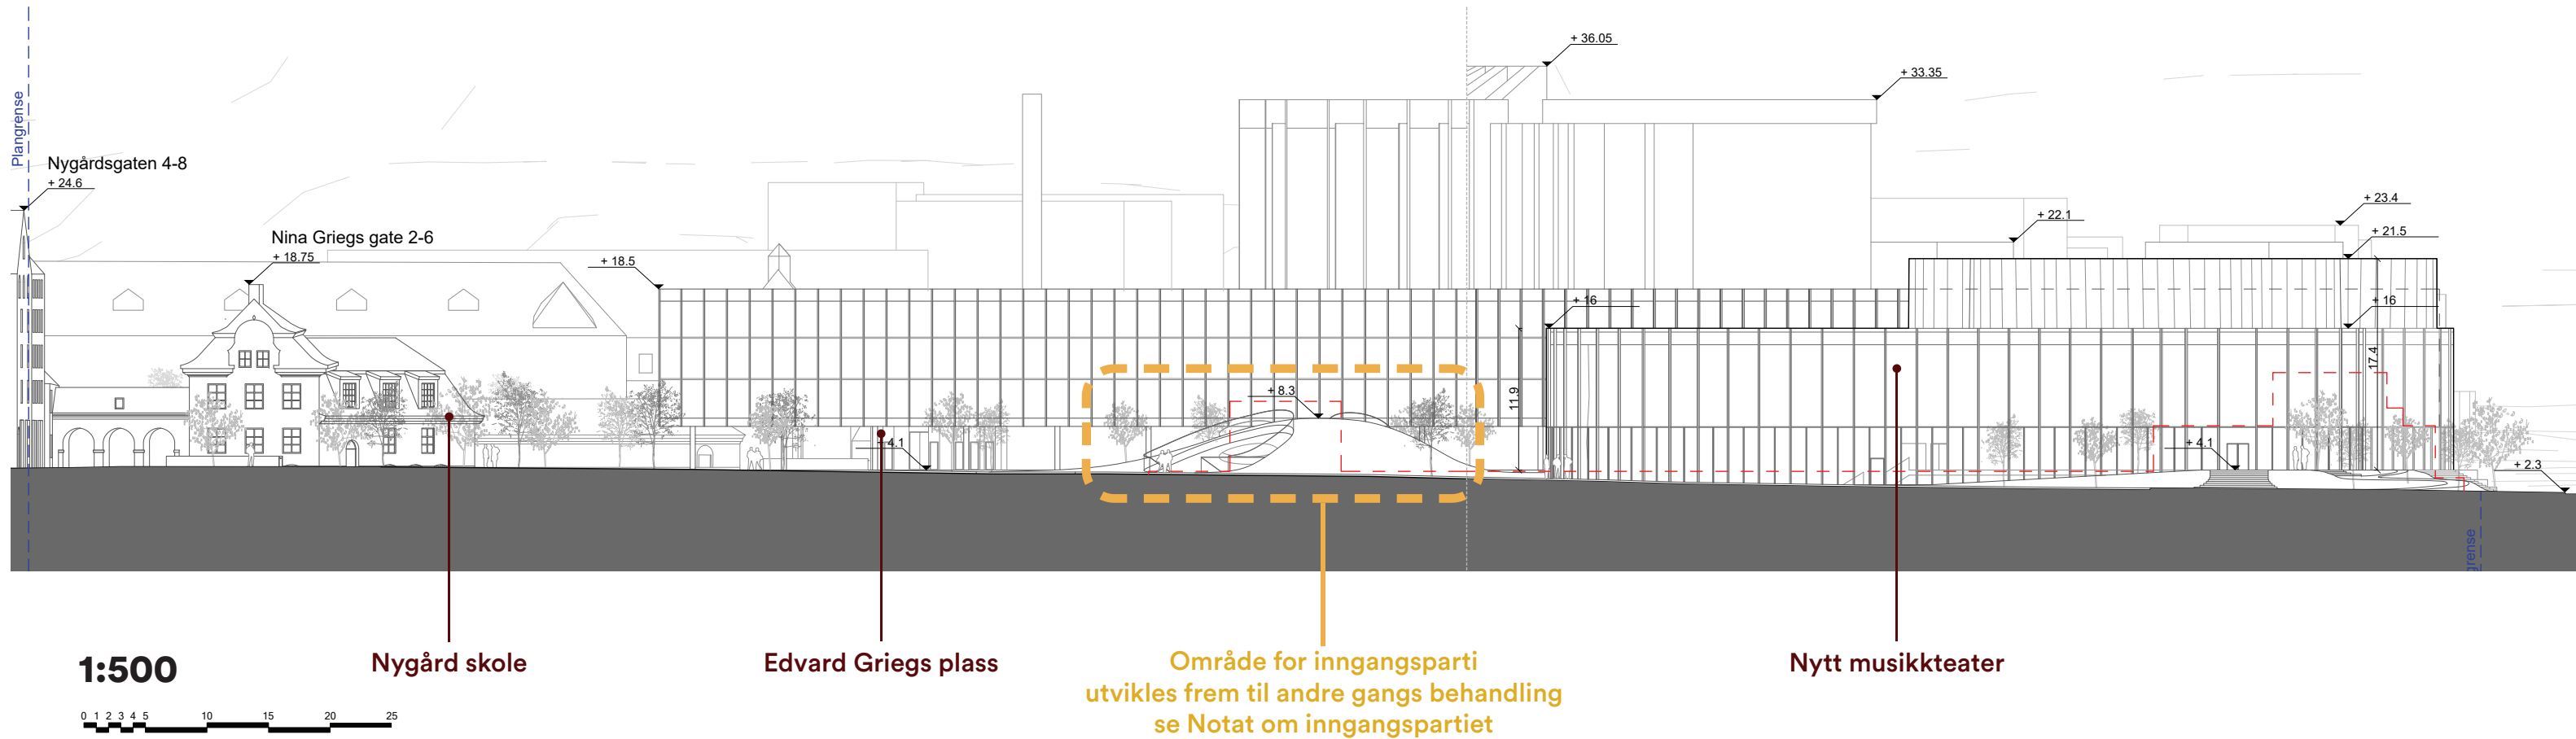 Plangrense
Nygårdsgaten 4-8
+ 24.6
Nina Griegs gate 2-6
+ 18.75
+ 18.5
+ 36.05
+ 33.35
+ 22.1
+ 23.4
+ 21.5
+ 16
+ 16
17.4
11.9
+ 8.3
+ 4.1
+ 4.1
+ 2.3
grense
1:500
0 1 2 3 4 5 10 15 20 25
Nygård skole
Edvard Griegs plass
Område for inngangsparti
utvikles frem til andre gangs behandling
se Notat om inngangspartiet
Nytt musikkteater